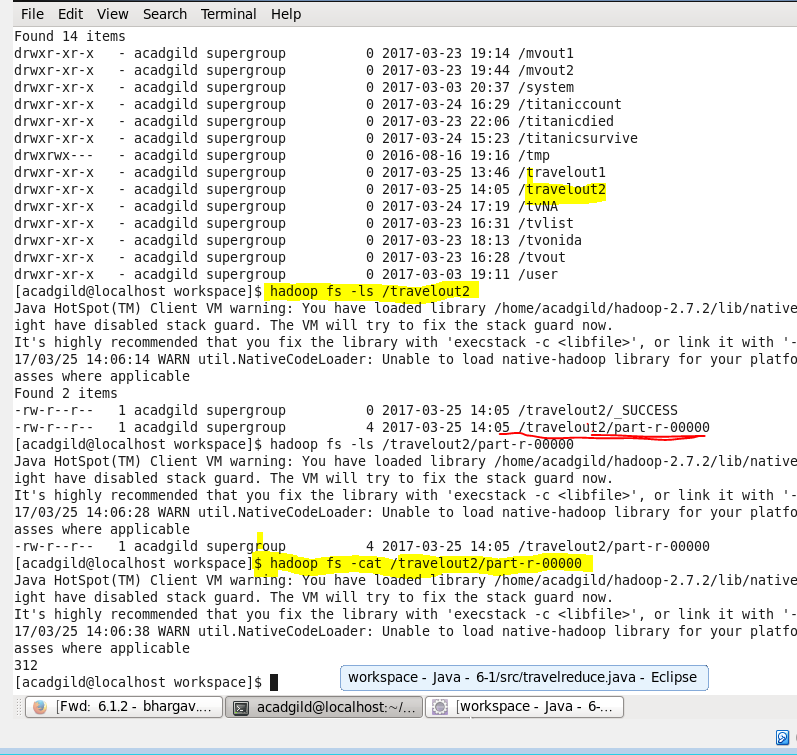 File Edit View Search Terminal Help
Found 14 items
drwxr-xr-x   - acadgild supergroup          0 2017-03-23 19:14 /mvout1
drwxr-xr-x   - acadgild supergroup          0 2017-03-23 19:44 /mvout2
drwxr-xr-x   - acadgild supergroup          0 2017-03-03 20:37 /system
drwxr-xr-x   - acadgild supergroup          0 2017-03-24 16:29 /titaniccount
drwxr-xr-x   - acadgild supergroup          0 2017-03-23 22:06 /titanicdied
drwxr-xr-x   - acadgild supergroup          0 2017-03-24 15:23 /titanicsurvive
drwxrwx---   - acadgild supergroup          0 2016-08-16 19:16 /tmp
drwxr-xr-x   - acadgild supergroup          0 2017-03-25 13:46 /travelout1
drwxr-xr-x   - acadgild supergroup          0 2017-03-25 14:05 /travelout2
drwxr-xr-x   - acadgild supergroup          0 2017-03-24 17:19 /tvNA
drwxr-xr-x   - acadgild supergroup          0 2017-03-23 16:31 /tvlist
drwxr-xr-x   - acadgild supergroup          0 2017-03-23 18:13 /tvonida
drwxr-xr-x   - acadgild supergroup          0 2017-03-23 16:28 /tvout
drwxr-xr-x   - acadgild supergroup          0 2017-03-03 19:11 /user
[acadgild@localhost workspace]$ hadoop fs -ls /travelout2
Java HotSpot(TM) Client VM warning: You have loaded library /home/acadgild/hadoop-2.7.2/lib/native
ight have disabled stack guard. The VM will try to fix the stack guard now.
It's highly recommended that you fix the library with 'execstack -c <libfile>', or link it with '-
17/03/25 14:06:14 WARN util.NativeCodeLoader: Unable to load native-hadoop library for your platfo
asses where applicable
Found 2 items
-rw-r--r--   1 acadgild supergroup          0 2017-03-25 14:05 /travelout2/_SUCCESS
-rw-r--r--   1 acadgild supergroup          4 2017-03-25 14:05 /travelout2/part-r-00000
[acadgild@localhost workspace]$ hadoop fs -ls /travelout2/part-r-00000
Java HotSpot(TM) Client VM warning: You have loaded library /home/acadgild/hadoop-2.7.2/lib/native
ight have disabled stack guard. The VM will try to fix the stack guard now.
It's highly recommended that you fix the library with 'execstack -c <libfile>', or link it with '-
17/03/25 14:06:28 WARN util.NativeCodeLoader: Unable to load native-hadoop library for your platfo
asses where applicable
-rw-r--r--   1 acadgild supergroup          4 2017-03-25 14:05 /travelout2/part-r-00000
[acadgild@localhost workspace]$ hadoop fs -cat /travelout2/part-r-00000
Java HotSpot(TM) Client VM warning: You have loaded library /home/acadgild/hadoop-2.7.2/lib/native
ight have disabled stack guard. The VM will try to fix the stack guard now.
It's highly recommended that you fix the library with 'execstack -c <libfile>', or link it with '-
17/03/25 14:06:38 WARN util.NativeCodeLoader: Unable to load native-hadoop library for your platfo
asses where applicable
312
[acadgild@localhost workspace]$
workspace - Java - 6-1/src/travelreduce.java - Eclipse
[Fwd: 6.1.2 - bhargav.... acadgild@localhost:~/... [workspace - Java - 6-...